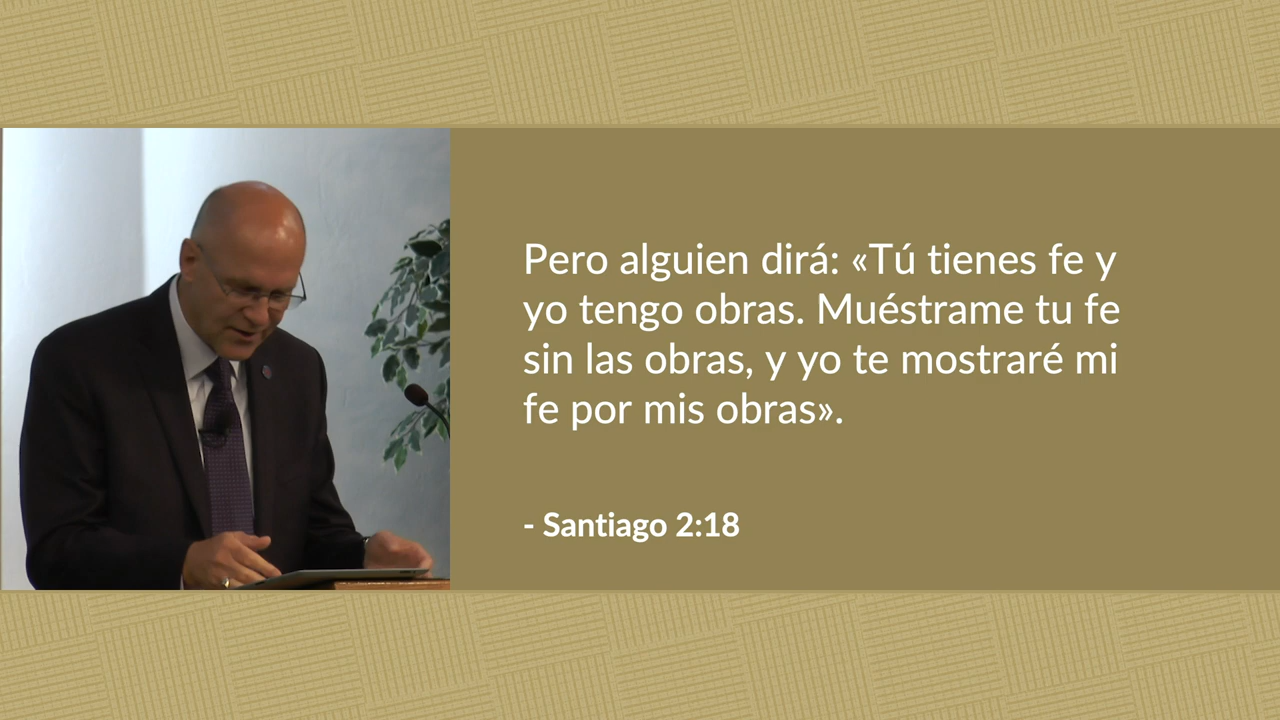 Pero alguien dirá: «Tú tienes fe y
yo tengo obras. Muéstrame tu fe
sin las obras, y yo te mostraré mi
fe por mis obras».
- Santiago 2:18